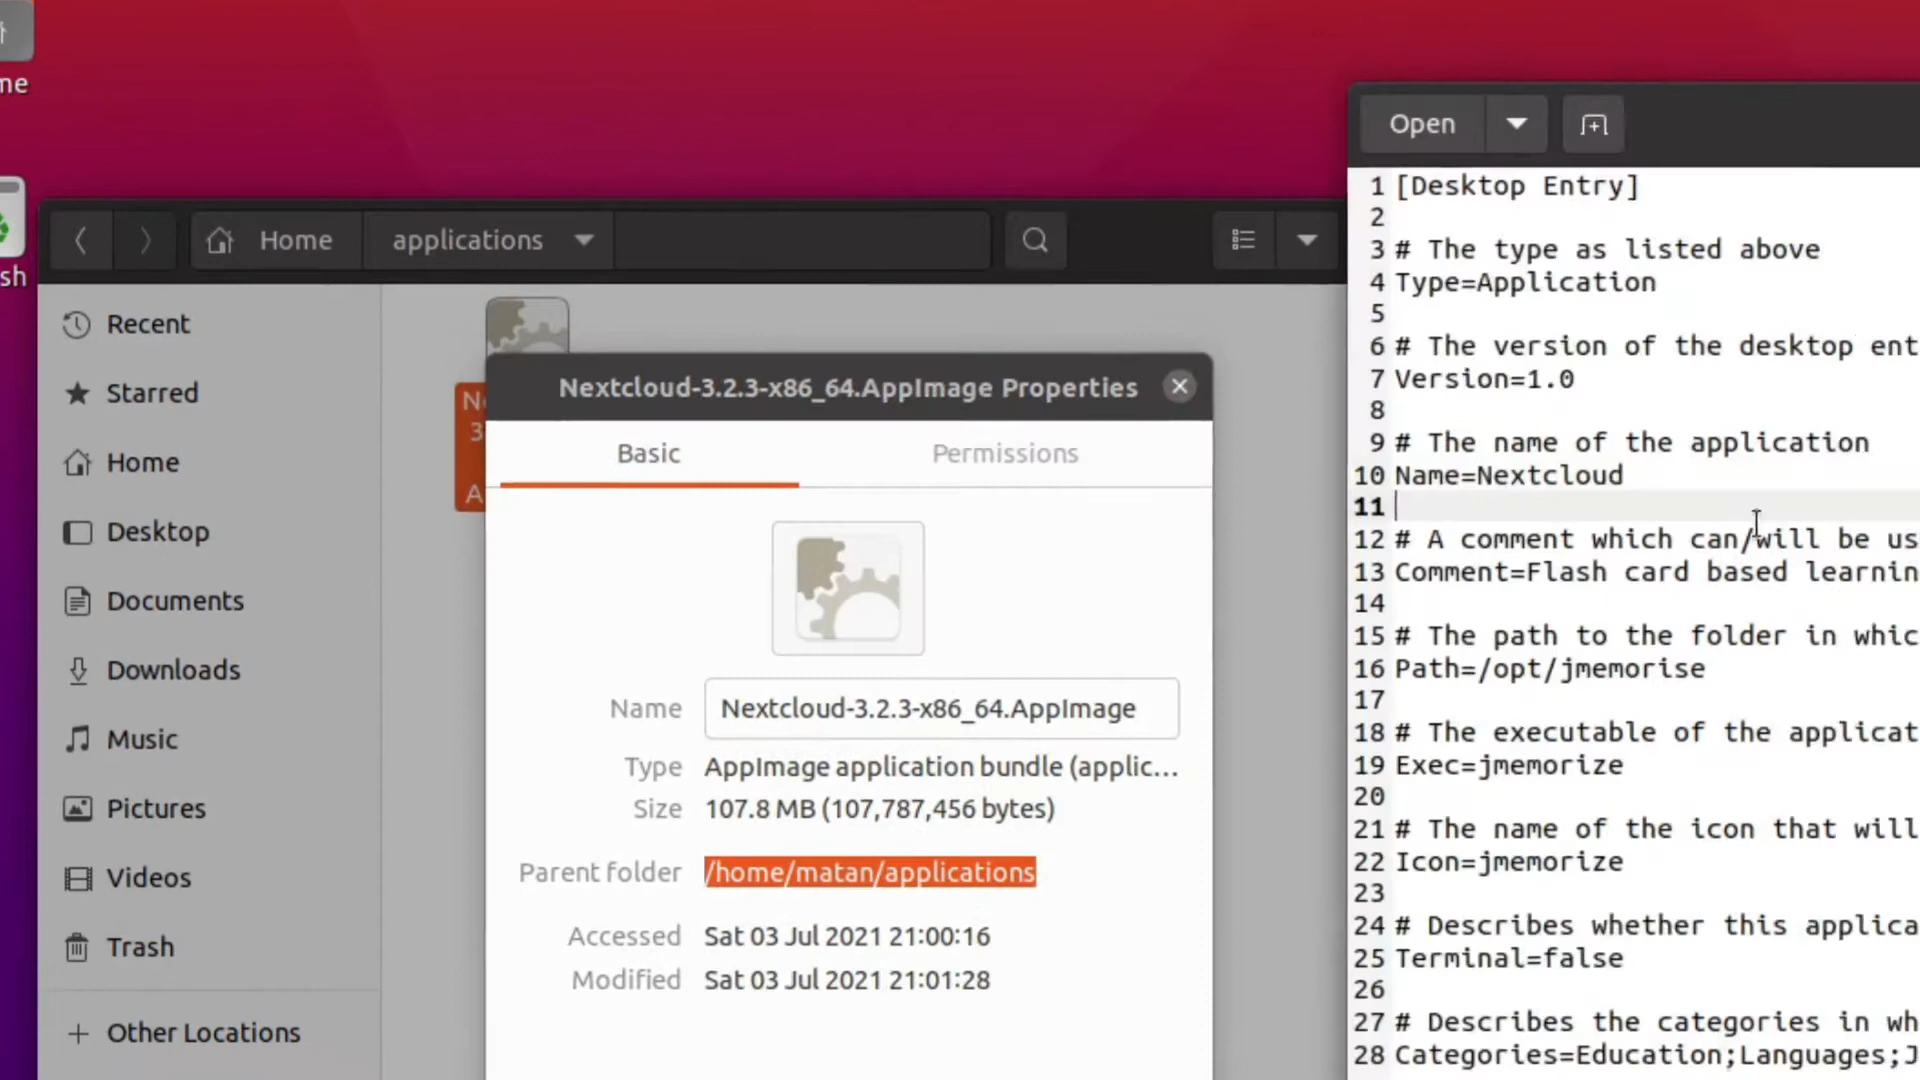 me
sh
Home
applications
Recent
Starred
Home
Desktop
Documents
Downloads
Music
Pictures
Videos
Trash
Other Locations
3
A
Nextcloud-3.2.3-x86_64.AppImage Properties
Basic
Permissions
Name
Nextcloud-3.2.3-x86_64.AppImage
Type
AppImage application bundle (applic...
Size
107.8 MB (107,787,456 bytes)
Parent folder
/home/matan/applications
Accessed
Sat 03 Jul 2021 21:00:16
Modified
Sat 03 Jul 2021 21:01:28
Open
1 [Desktop Entry]
2
3 # The type as listed above
4 Type=Application
5
6 # The version of the desktop ent
7 Version=1.0
8
9 # The name of the application
10 Name=Nextcloud
11
12 # A comment which can/will be us
13 Comment=Flash card based learnin
14
15 # The path to the folder in whic
16 Path=/opt/jmemorise
17
18 # The executable of the applicat
19 Exec=jmemorize
20
21 # The name of the icon that will
22 Icon=jmemorize
23
24 # Describes whether this applica
25 Terminal=false
26
27 # Describes the categories in wh
28 Categories=Education;Languages;J